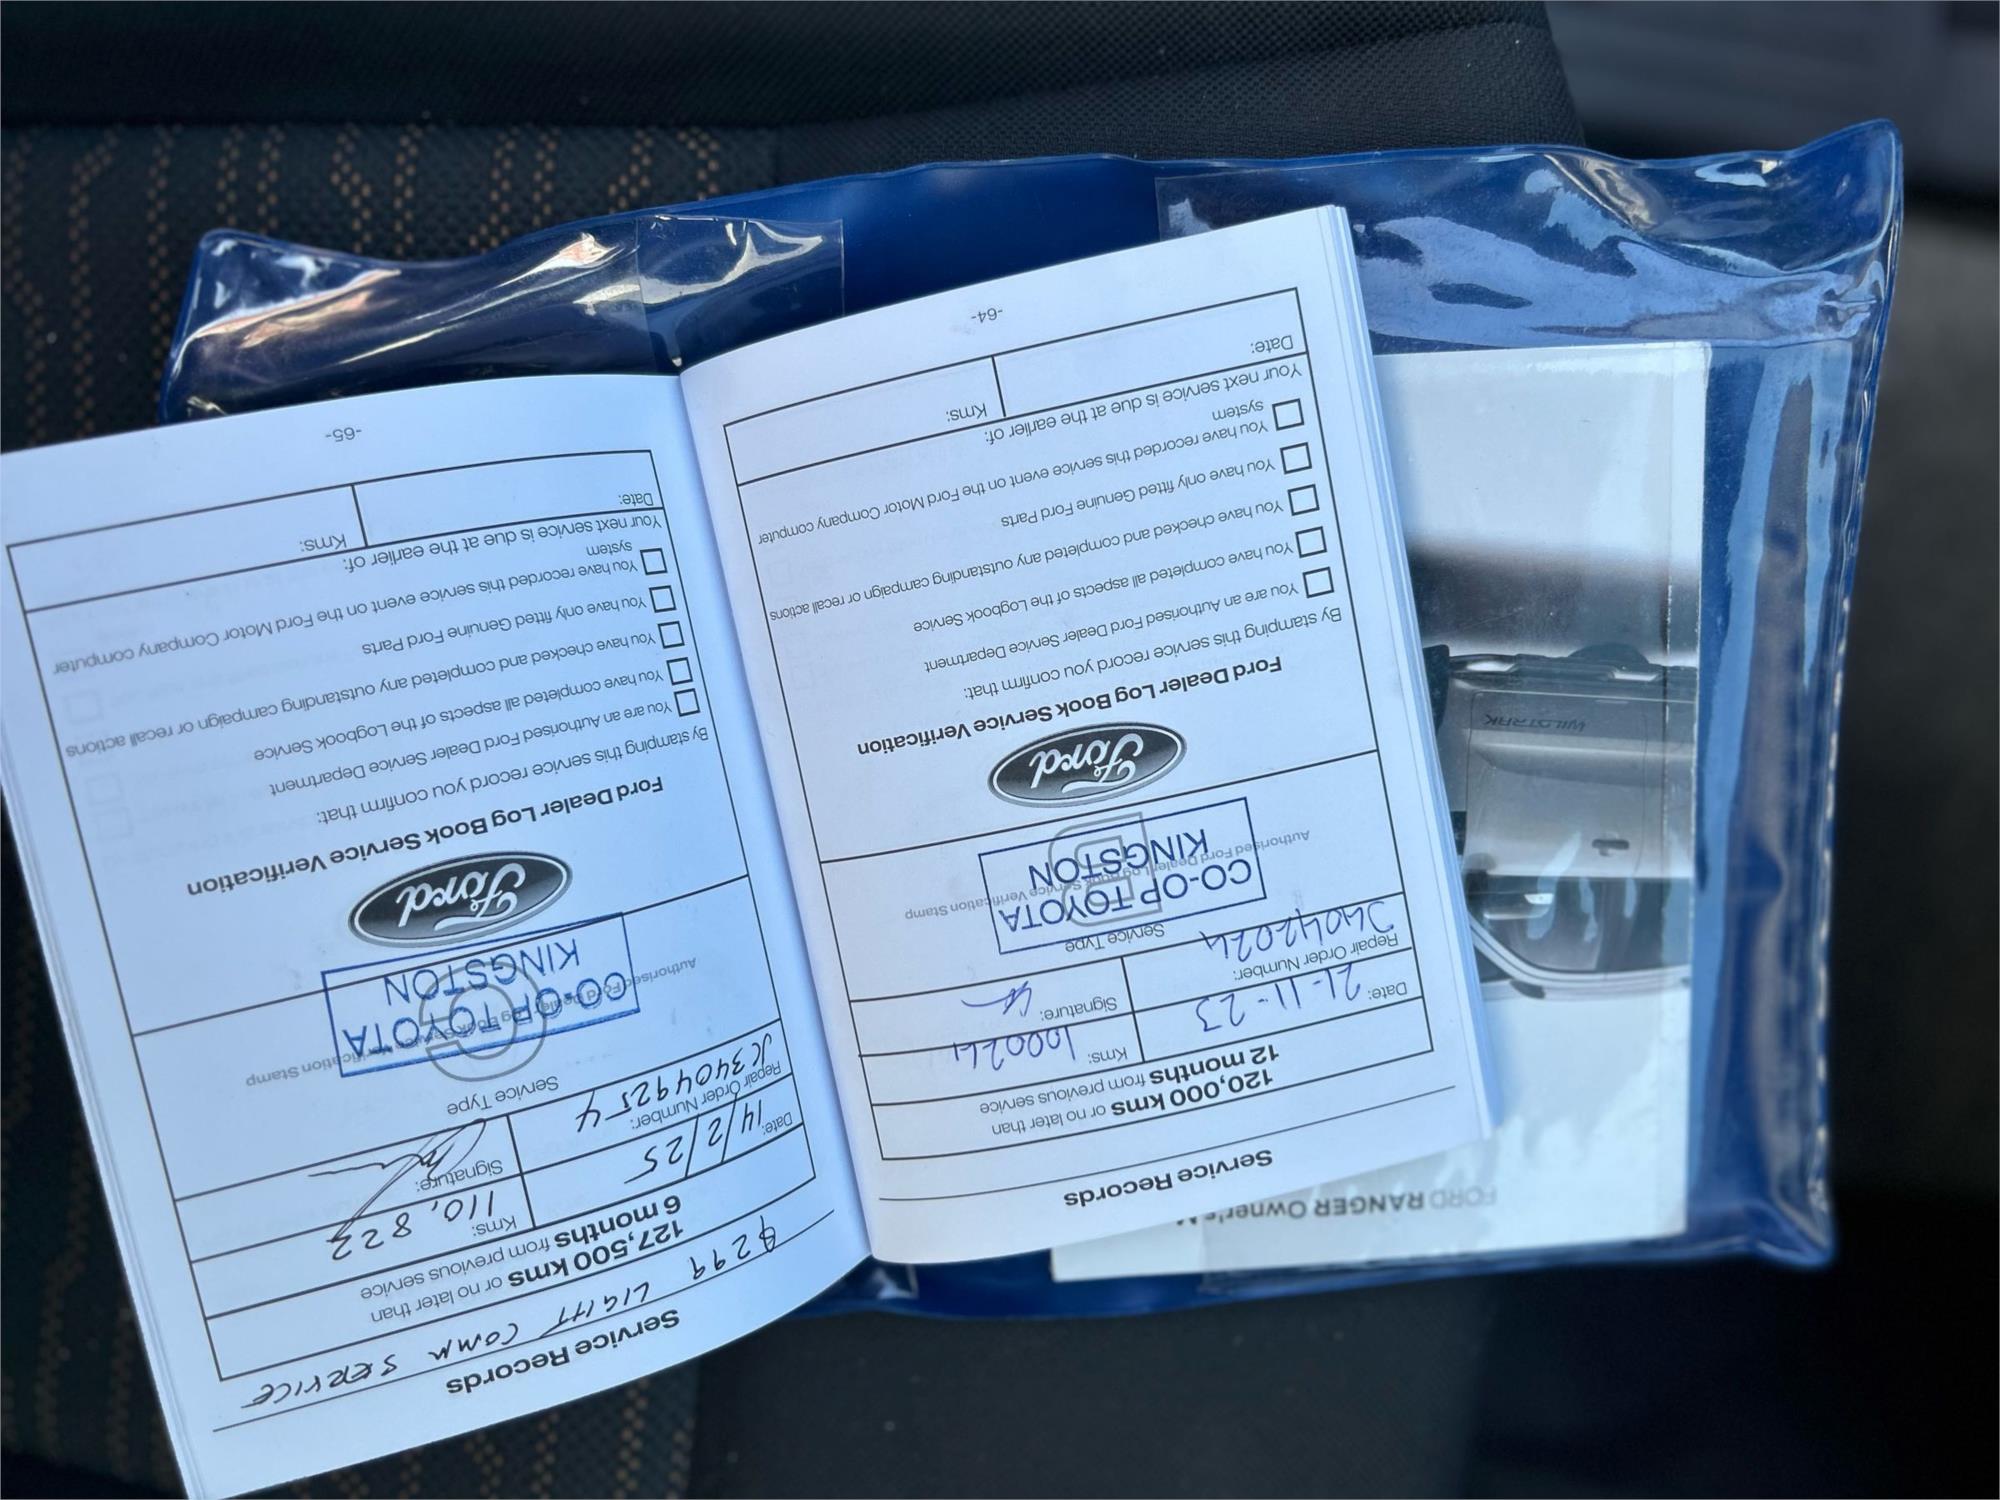 Service Records
120,000 kms or no later than
12 months from previous service
Date: 21-11-23
Kms: 100024
Repair Order Number:
Signature:
Service Type
B
Authorised Ford Dealer Log Book Service Verification Stamp
CO-OP TOYOTA
KINGSTON
Ford
Ford Dealer Log Book Service Verification
By stamping this service record you confirm that:
You are an Authorised Ford Dealer Service Department
You have completed all aspects of the Logbook Service
You have checked and completed any outstanding campaign or recall actions
You have only fitted Genuine Ford Parts
You have recorded this service event on the Ford Motor Company computer
system
Your next service is due at the earlier of:
Date:
Kms:
-64-
Service Records
$299 LIGHT COMM SERVICE
127,500 kms or no later than
6 months from previous service
Date: 14/2/25
Kms: 110,823
Repair Order Number:
JC3404925 4
Signature:
Service Type
Authorised Ford Dealer Log Book Service Verification Stamp
CO-OP TOYOTA
KINGSTON
Ford
Ford Dealer Log Book Service Verification
By stamping this service record you confirm that:
You are an Authorised Ford Dealer Service Department
You have completed all aspects of the Logbook Service
You have checked and completed any outstanding campaign or recall actions
You have only fitted Genuine Ford Parts
You have recorded this service event on the Ford Motor Company computer
system
Your next service is due at the earlier of:
Date:
Kms:
-65-
FORD RANGER Owner's
WILDTRAK